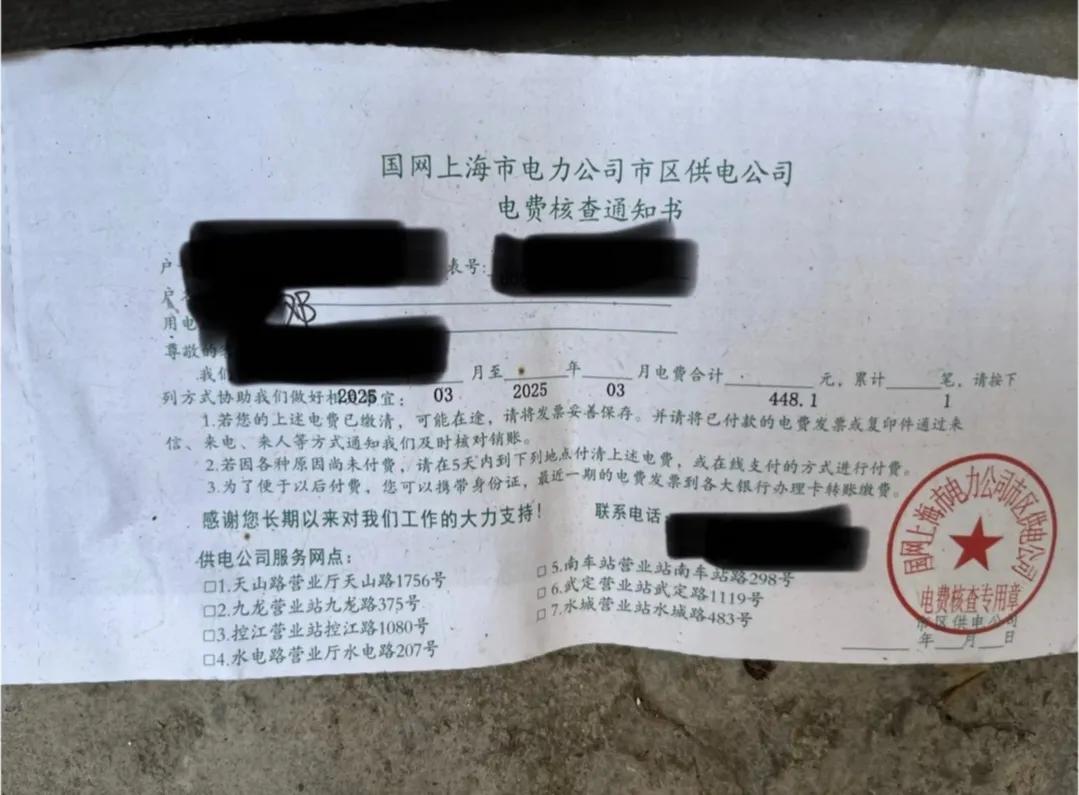 国网上海市电力公司市区供电公司
电费核查通知书
户
表号:
户
用电
尊敬的
我们
月至 年 月电费合计 元，累计 笔，请按下
2025 03 2025 03 448.1 1
列方式协助我们做好相 宜：
1.若您的上述电费已缴清，可能在途，请将发票妥善保存。并请将已付款的电费发票或复印件通过来
信、来电、来人等方式通知我们及时核对销账。
2.若因各种原因尚未付费，请在5天内到下列地点付清上述电费，或在线支付的方式进行付费。
3.为了便于以后付费，您可以携带身份证，最近一期的电费发票到各大银行办理卡转账缴费。
感谢您长期以来对我们工作的大力支持！
联系电话
供电公司服务网点：
□1.天山路营业厅天山路1756号
□2.九龙营业站九龙路375号
□3.控江营业站控江路1080号
□4.水电路营业厅水电路207号
□5.南车站营业站南车站路298号
□6.武定营业站武定路1119号
□7.水城营业站水城路483号
国网上海市电力公司市区供电公司
电费核查专用章
市区供电公司
年 月 日